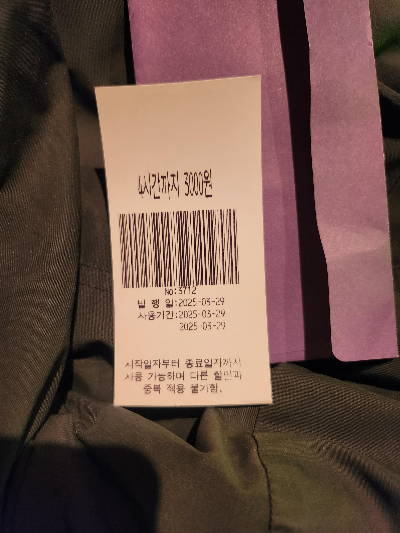 4시간까지 3000원
No:3712
발 행 일:2025-03-29
사용기간:2025-03-29
2025-03-29
시작일자부터 종료일자까지
사용 가능하며 다른 할인과
중복 적용 불가함.